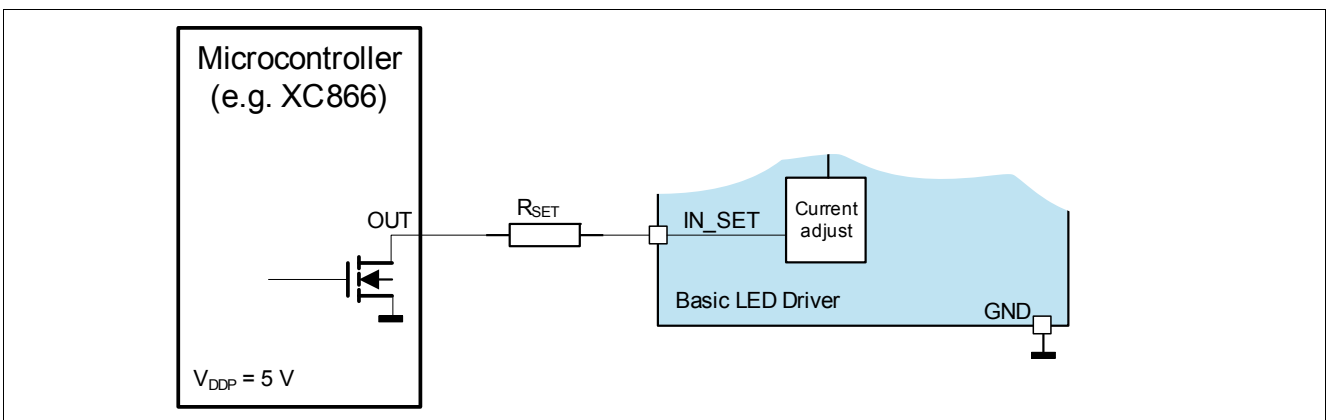 Microcontroller
(e.g. XC866)
OUT
RSET
IN_SET
Current
adjust
Basic LED Driver
GND
VDDP = 5 V